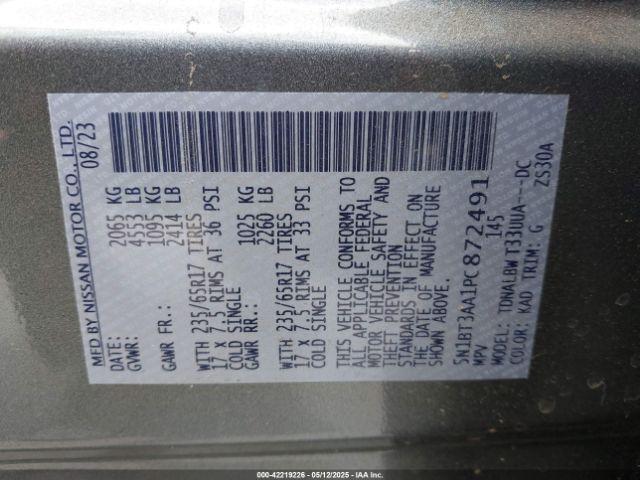 MFD BY NISSAN MOTOR CO., LTD.
DATE: 08/23
GVWR: 2065 KG
4553 LB
GAWR FR.: 1095 KG
2414 LB
WITH 235/65R17 TIRES
17 x 7.5 RIMS AT 36 PSI
COLD SINGLE
GAWR RR.: 1025 KG
2260 LB
WITH 235/65R17 TIRES
17 x 7.5 RIMS AT 33 PSI
COLD SINGLE
THIS VEHICLE CONFORMS TO
ALL APPLICABLE FEDERAL
MOTOR VEHICLE SAFETY AND
THEFT PREVENTION
STANDARDS IN EFFECT ON
THE DATE OF MANUFACTURE
SHOWN ABOVE.
5N1BT3AA1PC872491
MPV 145
MODEL: TDNALBW T33UUA---DC
COLOR: KAD TRIM: G ZS30A
000-42219226 - 05/12/2025 - IAA Inc.